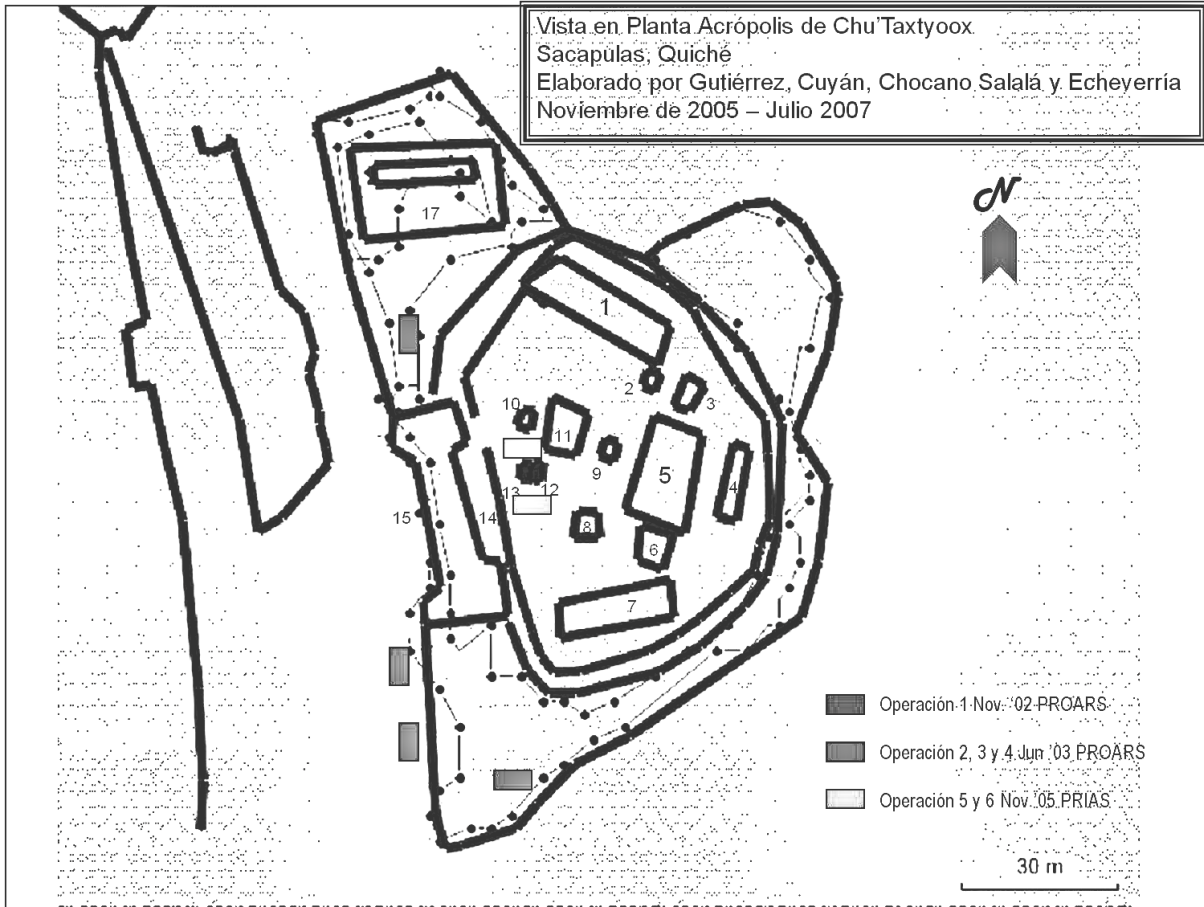 Vista en Planta Acrópolis de Chu'Taxtyoox
Sacapulas, Quiché
Elaborado por Gutiérrez, Cuyán, Chocano Salalá y Echeverría
Noviembre de 2005 – Julio 2007
N
17
1
2
3
10
11
9
5
4
13
12
15
14
8
6
7
Operación 1 Nov. '02 PROARS
Operación 2, 3 y 4 Jun '03 PROARS
Operación 5 y 6 Nov. '05 PRIAS
30 m